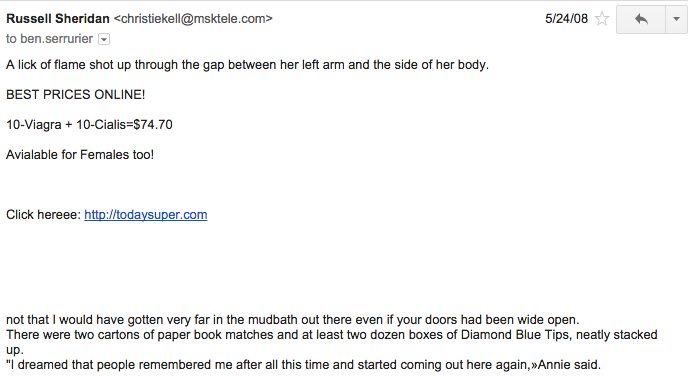 Russell Sheridan <christiekell@msktele.com> 5/24/08
to ben.serrurier
A lick of flame shot up through the gap between her left arm and the side of her body.
BEST PRICES ONLINE!
10-Viagra + 10-Cialis=$74.70
Avialable for Females too!
Click hereee: http://todaysuper.com
not that I would have gotten very far in the mudbath out there even if your doors had been wide open.
There were two cartons of paper book matches and at least two dozen boxes of Diamond Blue Tips, neatly stacked
up.
"I dreamed that people remembered me after all this time and started coming out here again,»Annie said.